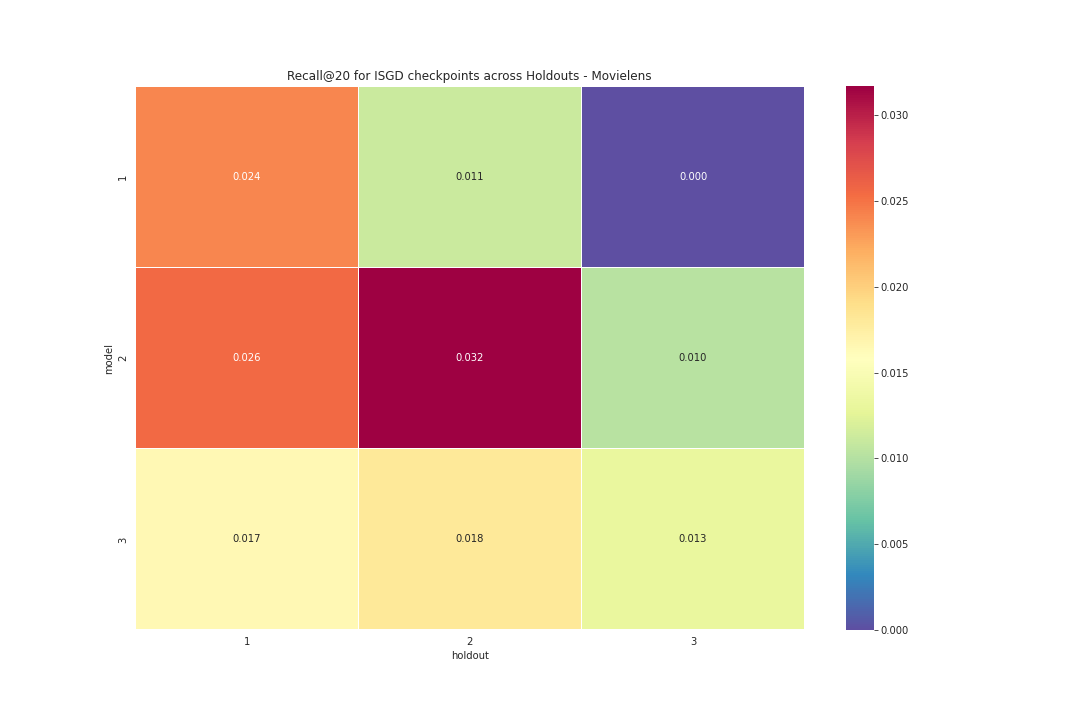 Recall@20 for ISGD checkpoints across Holdouts - Movielens
0.024 0.011 0.000
0.026 0.032 0.010
0.017 0.018 0.013
1
2
3
model
1 2 3
holdout
0.030
0.025
0.020
0.015
0.010
0.005
0.000